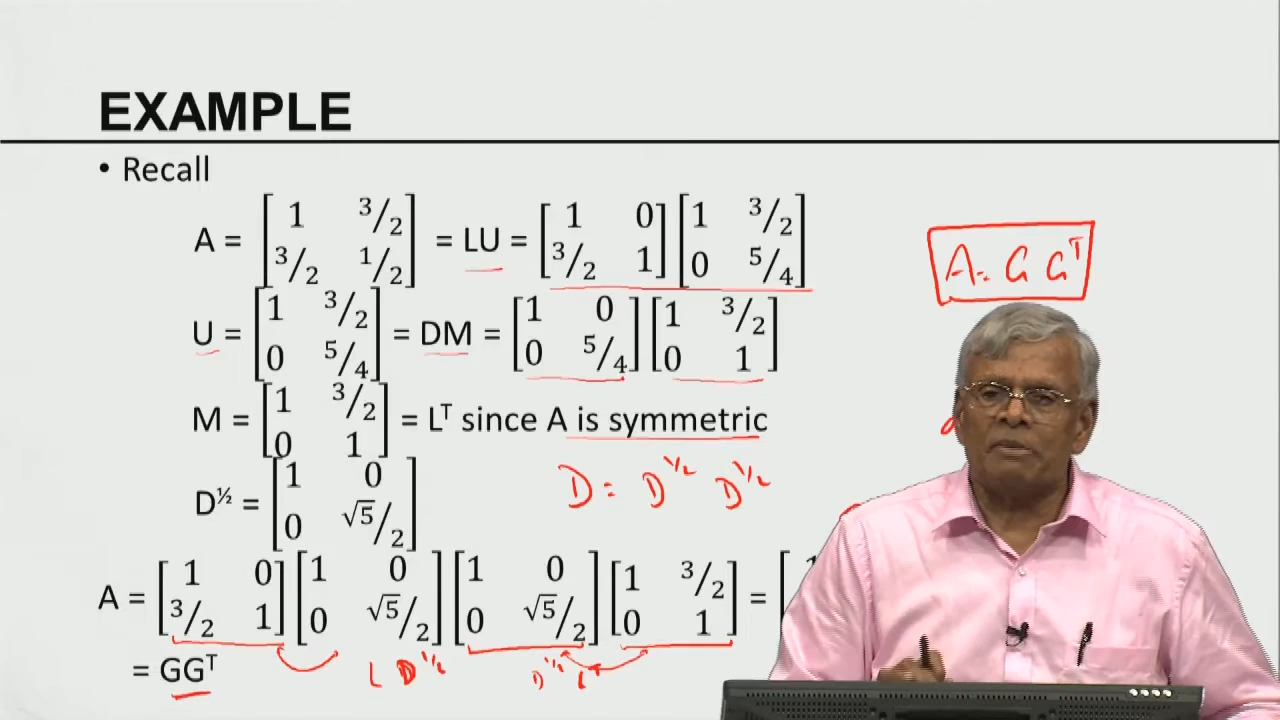 EXAMPLE
• Recall
A = [1 3/2; 3/2 1/2] = LU = [1 0; 3/2 1] [1 3/2; 0 5/4]
A = G Gᵀ
U = [1 3/2; 0 5/4] = DM = [1 0; 0 5/4] [1 3/2; 0 1]
M = [1 3/2; 0 1] = Lᵀ since A is symmetric
D = D^½ D^½
D^½ = [1 0; 0 √5/2]
A = [1 0; 3/2 1] [1 0; 0 √5/2] [1 0; 0 √5/2] [1 3/2; 0 1] =
L D^½ D^½ Lᵀ
= GGᵀ